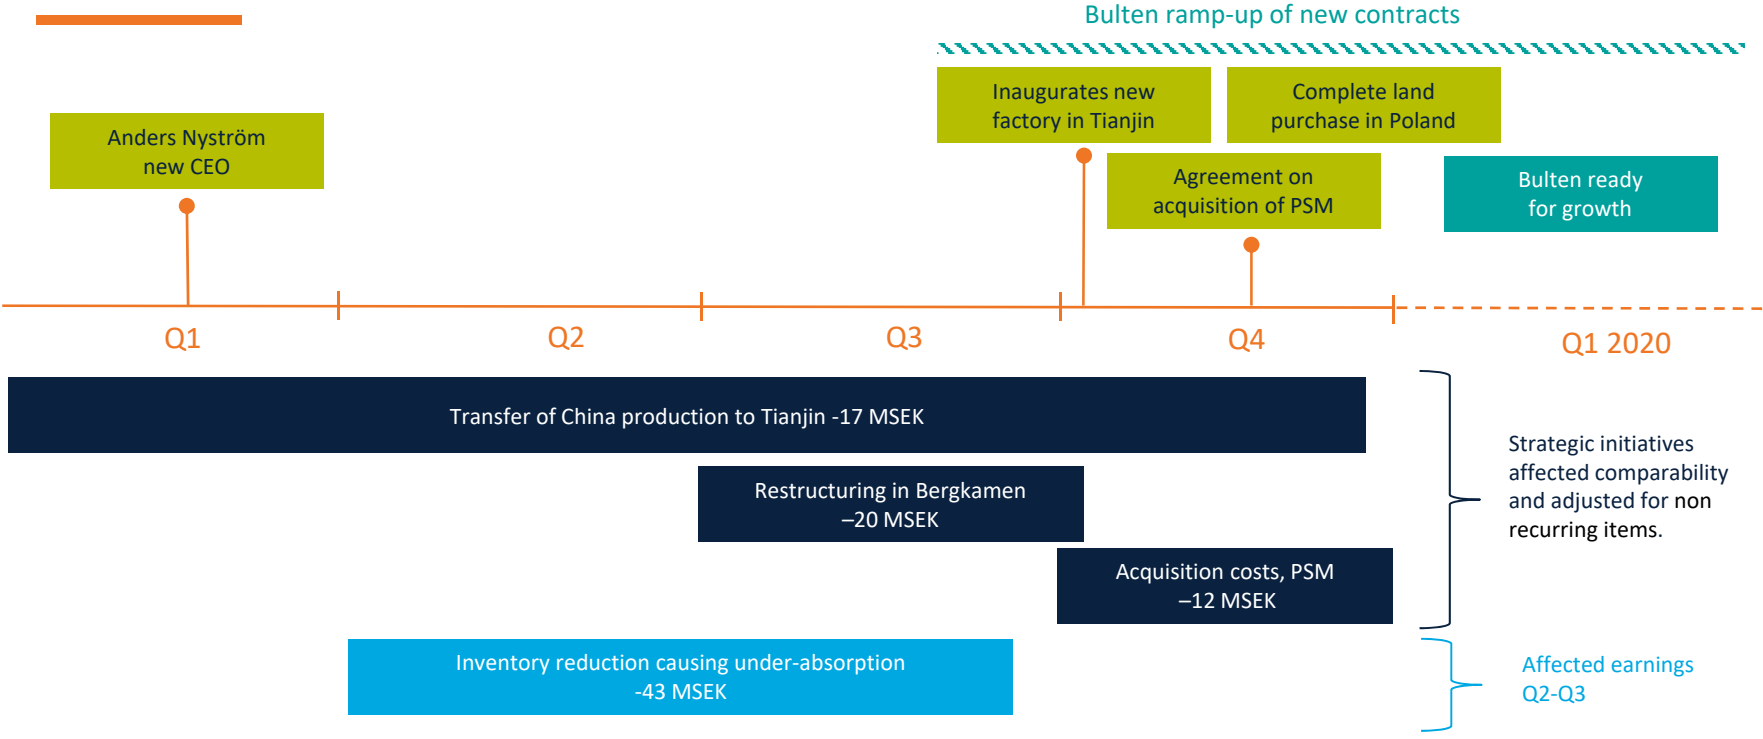 Bulten ramp-up of new contracts
Inaugurates new
factory in Tianjin
Complete land
purchase in Poland
Anders Nyström
new CEO
Agreement on
acquisition of PSM
Bulten ready
for growth
Q1
Q2
Q3
Q4
Q1 2020
Transfer of China production to Tianjin -17 MSEK
Restructuring in Bergkamen
–20 MSEK
Acquisition costs, PSM
–12 MSEK
Strategic initiatives
affected comparability
and adjusted for non
recurring items.
Inventory reduction causing under-absorption
-43 MSEK
Affected earnings
Q2-Q3